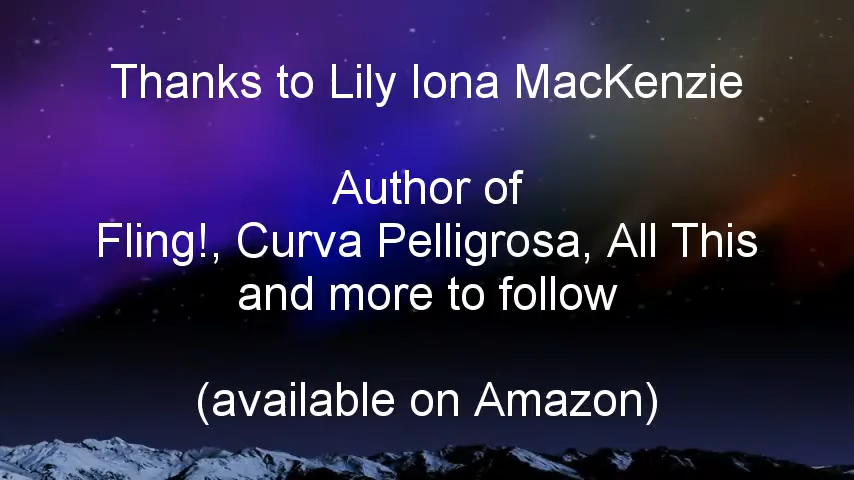 Thanks to Lily Iona MacKenzie
Author of
Fling!, Curva Pelligrosa, All This
and more to follow
(available on Amazon)